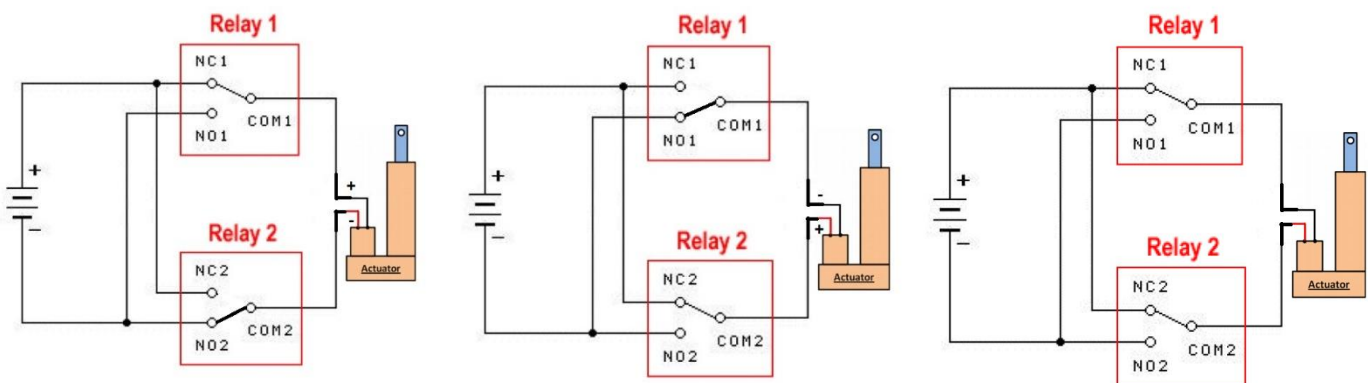 Relay 1
NC1
NO1
COM1
+
−
+
-
Actuator
Relay 2
NC2
COM2
NO2
Relay 1
NC1
COM1
NO1
+
−
-
+
Actuator
Relay 2
NC2
COM2
NO2
Relay 1
NC1
COM1
NO1
+
−
Actuator
Relay 2
NC2
COM2
NO2